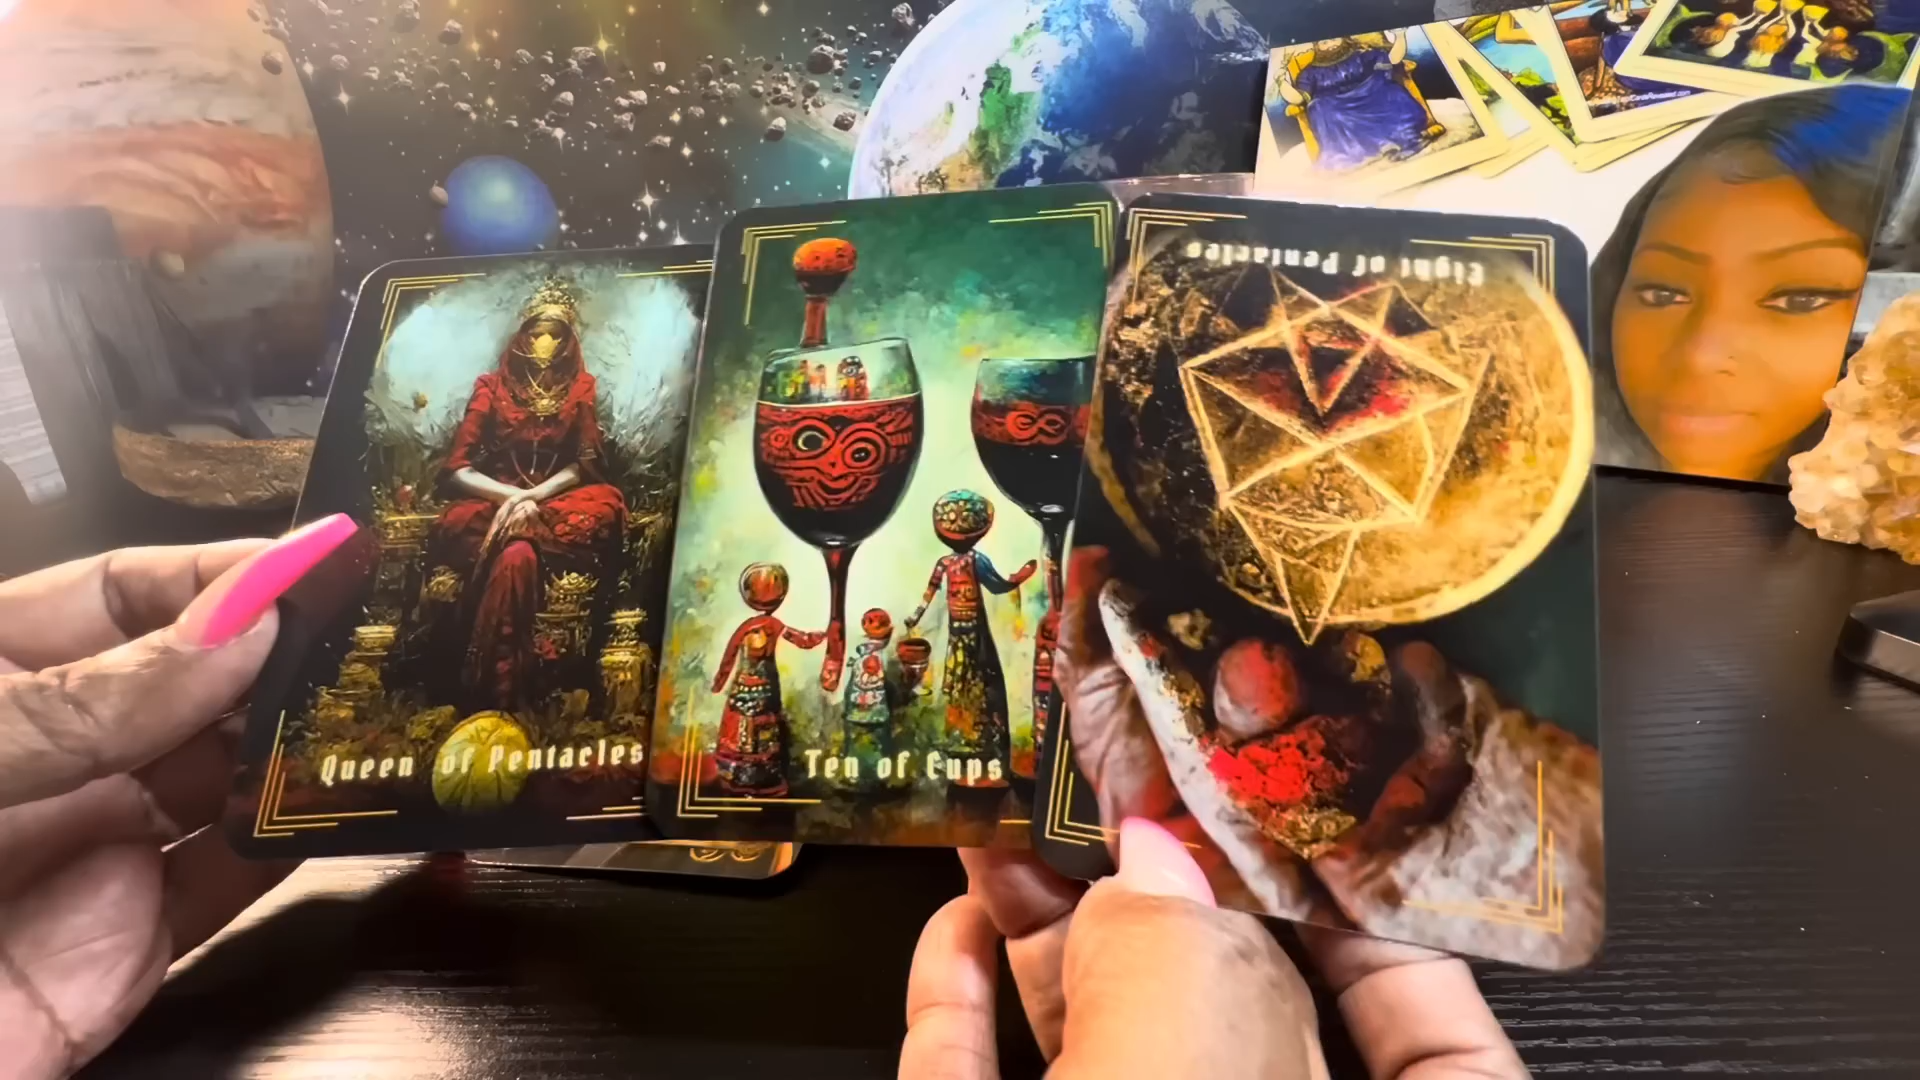 Queen of Pentacles
Ten of Cups
Eight of Pentacles